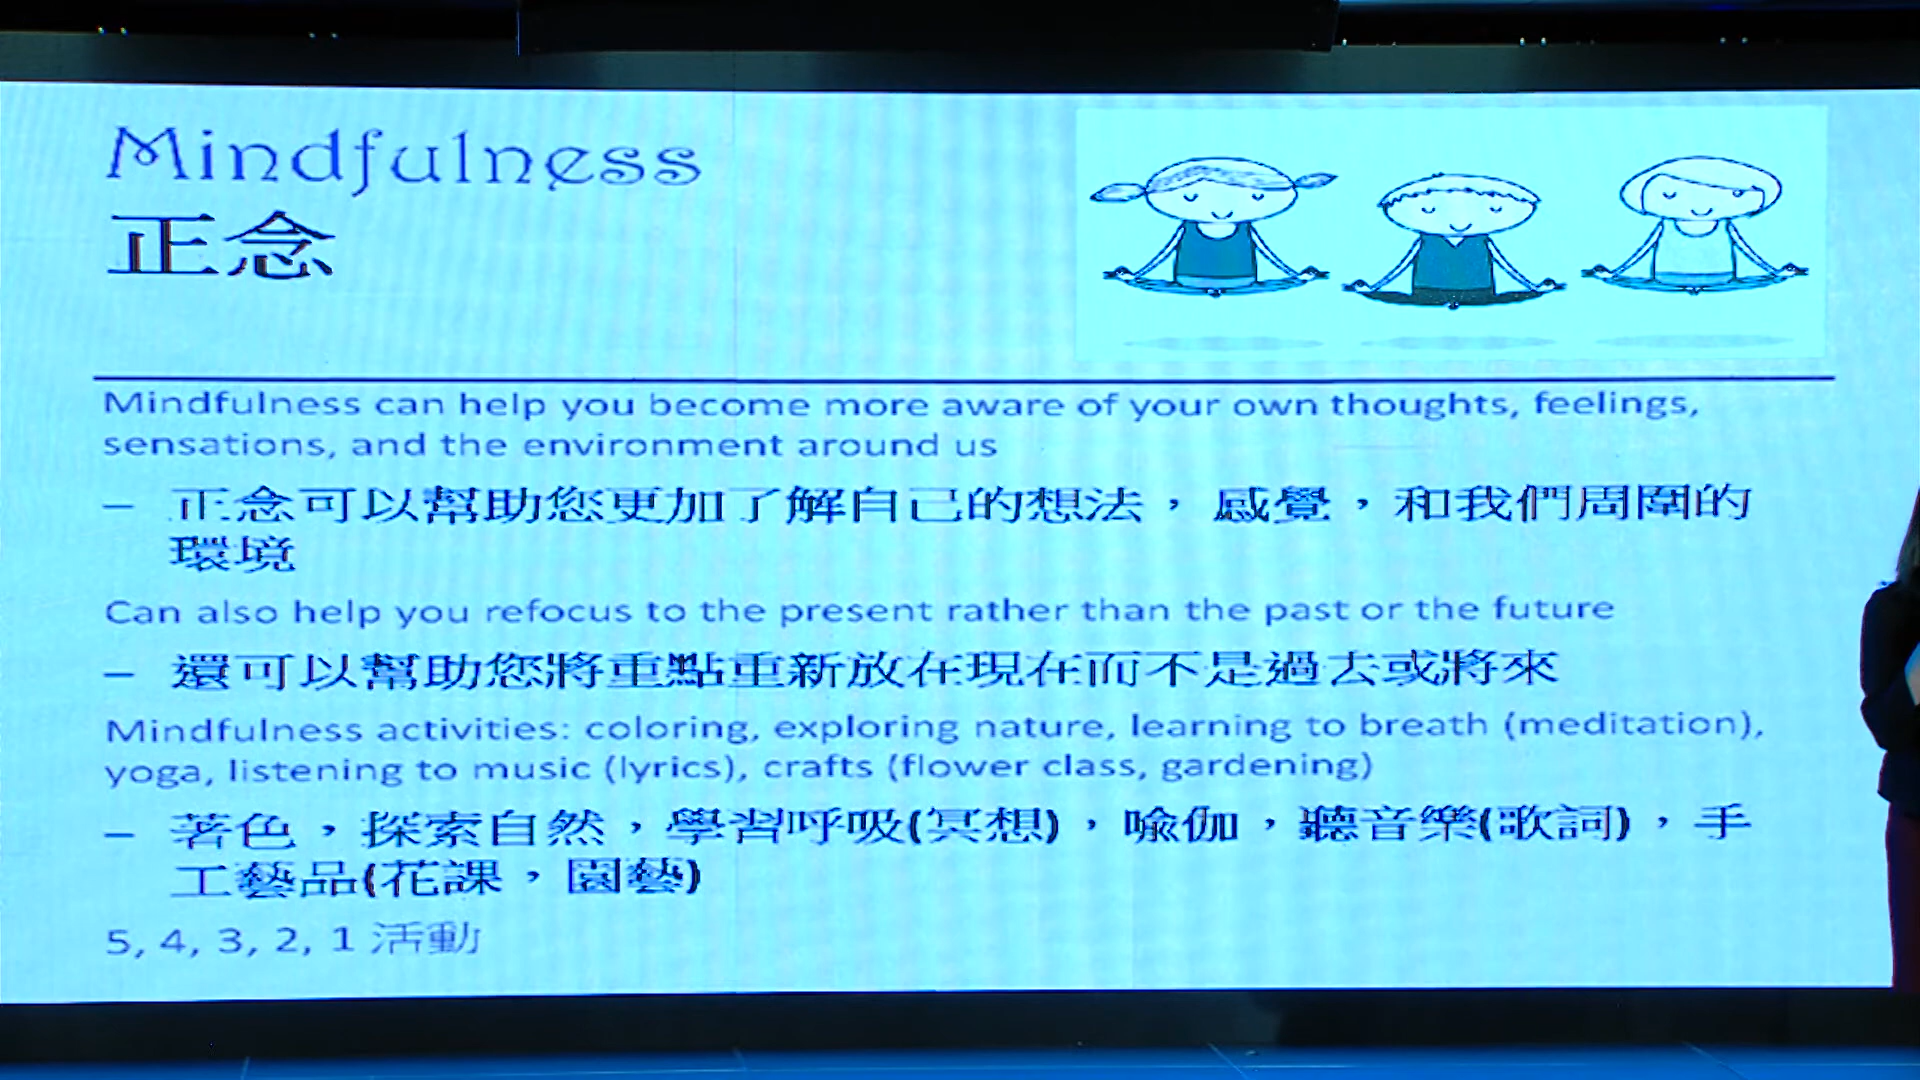 Mindfulness
正念
Mindfulness can help you become more aware of your own thoughts, feelings,
sensations, and the environment around us
– 正念可以幫助您更加了解自己的想法，感覺，和我們周圍的
環境
Can also help you refocus to the present rather than the past or the future
– 還可以幫助您將重點重新放在現在而不是過去或將來
Mindfulness activities: coloring, exploring nature, learning to breath (meditation),
yoga, listening to music (lyrics), crafts (flower class, gardening)
– 著色，探索自然，學習呼吸(冥想)，喻伽，聽音樂(歌詞)，手
工藝品(花課，園藝)
5, 4, 3, 2, 1 活動